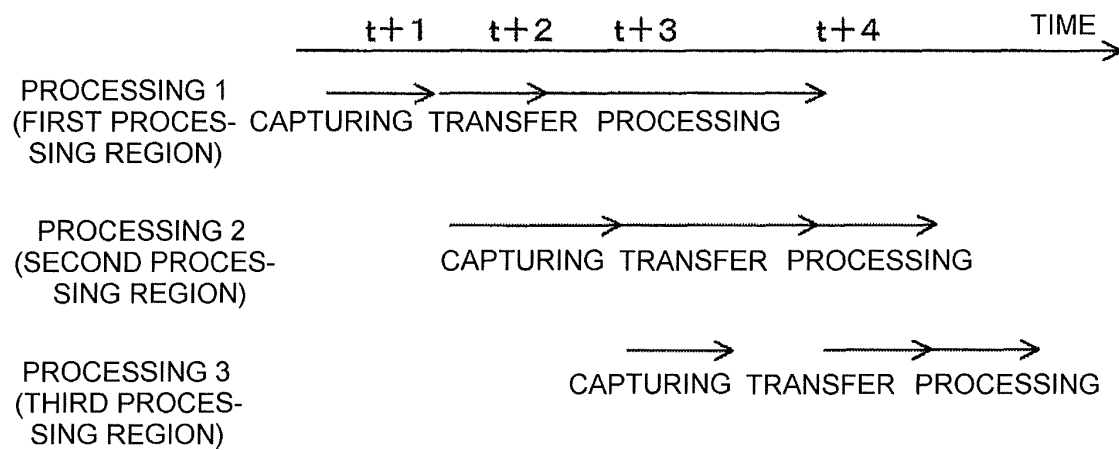 t+1 t+2 t+3 t+4 TIME
PROCESSING 1
(FIRST PROCES-
SING REGION)
CAPTURING TRANSFER PROCESSING
PROCESSING 2
(SECOND PROCES-
SING REGION)
CAPTURING TRANSFER PROCESSING
PROCESSING 3
(THIRD PROCES-
SING REGION)
CAPTURING TRANSFER PROCESSING